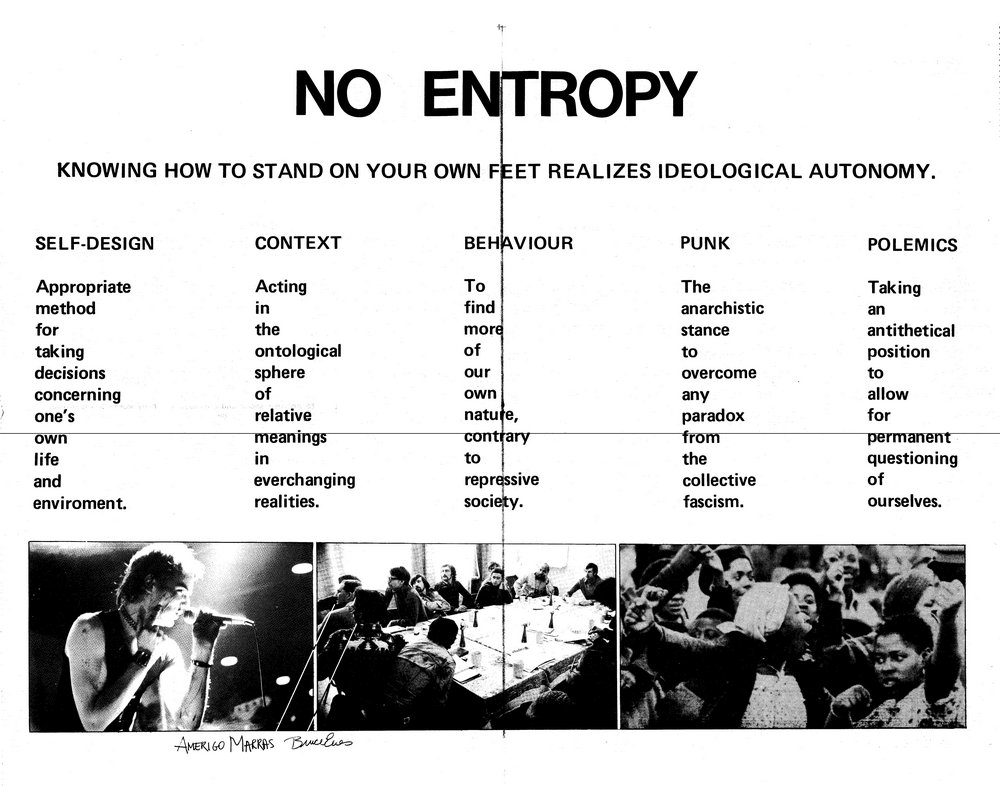 NO ENTROPY
KNOWING HOW TO STAND ON YOUR OWN FEET REALIZES IDEOLOGICAL AUTONOMY.
SELF-DESIGN
Appropriate
method
for
taking
decisions
concerning
one's
own
life
and
enviroment.
CONTEXT
Acting
in
the
ontological
sphere
of
relative
meanings
in
everchanging
realities.
BEHAVIOUR
To
find
more
of
our
own
nature,
contrary
to
repressive
society.
PUNK
The
anarchistic
stance
to
overcome
any
paradox
from
the
collective
fascism.
POLEMICS
Taking
an
antithetical
position
to
allow
for
permanent
questioning
of
ourselves.
AMERIGO MARRAS Bruce Eves